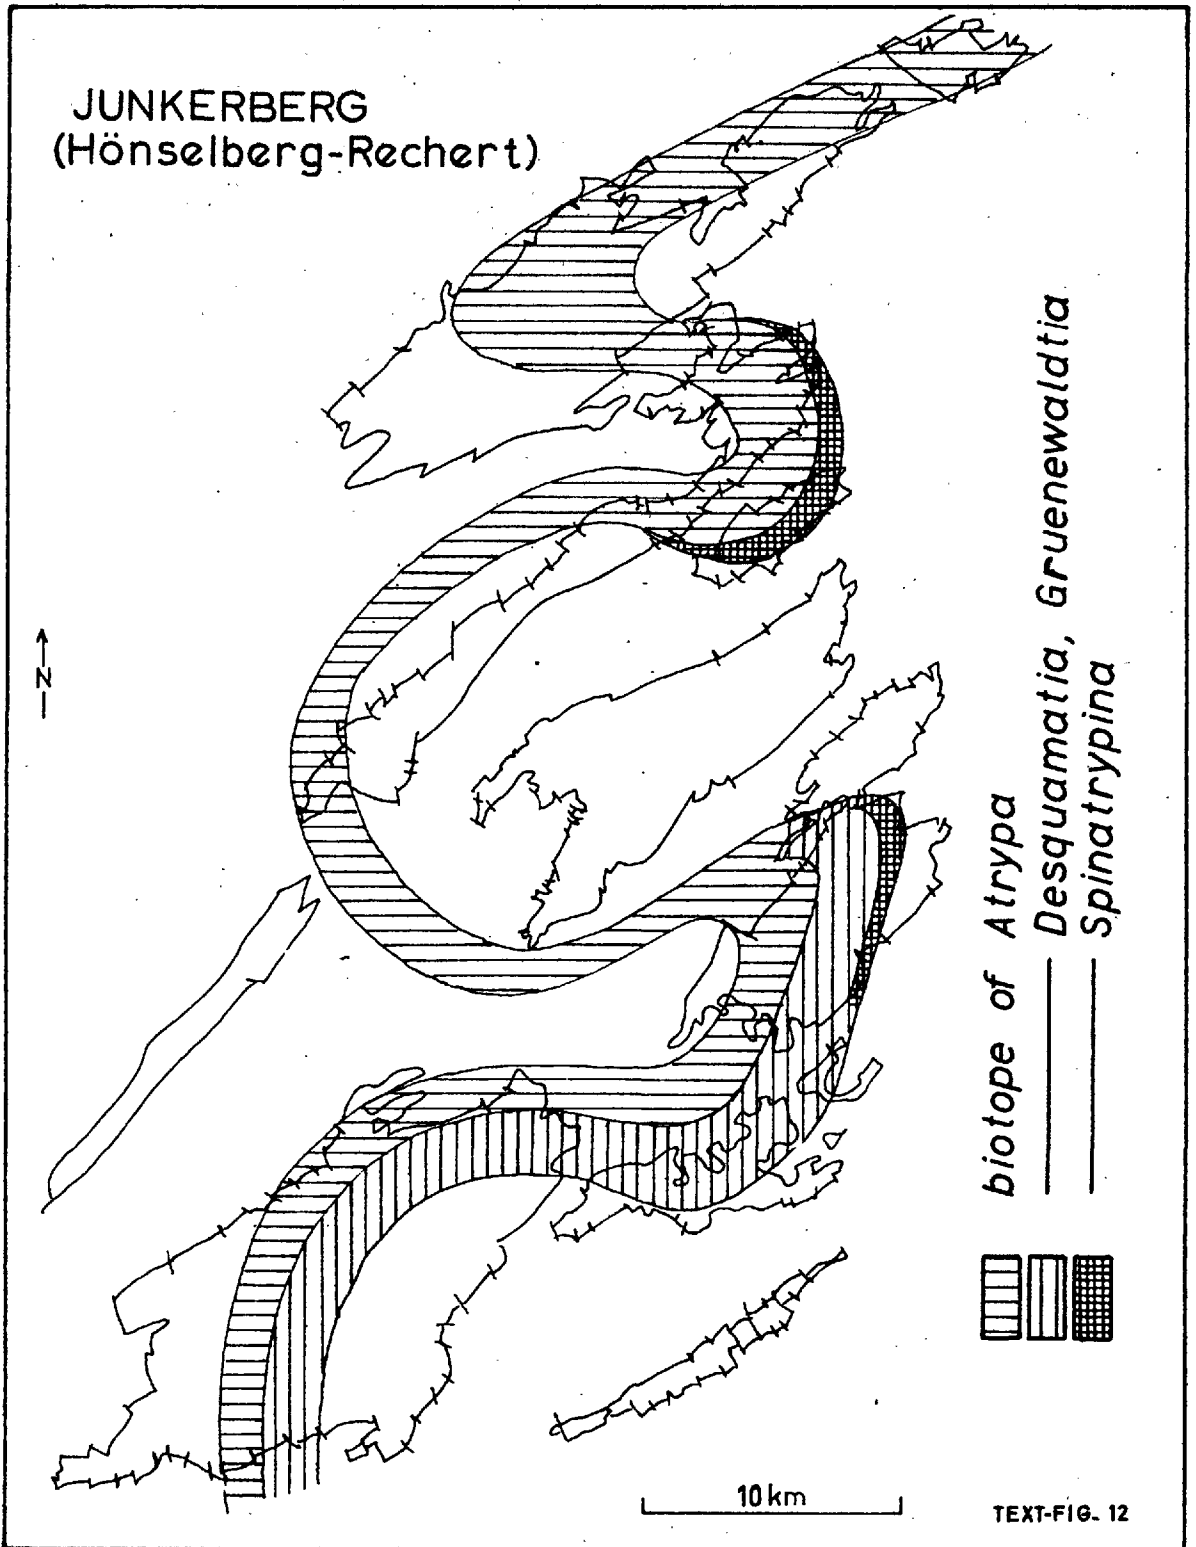 JUNKERBERG
(Hönselberg-Rechert)
N
biotope of Atrypa
Desquamatia, Gruenewaldtia
Spinatrypina
10 km
TEXT-FIG. 12